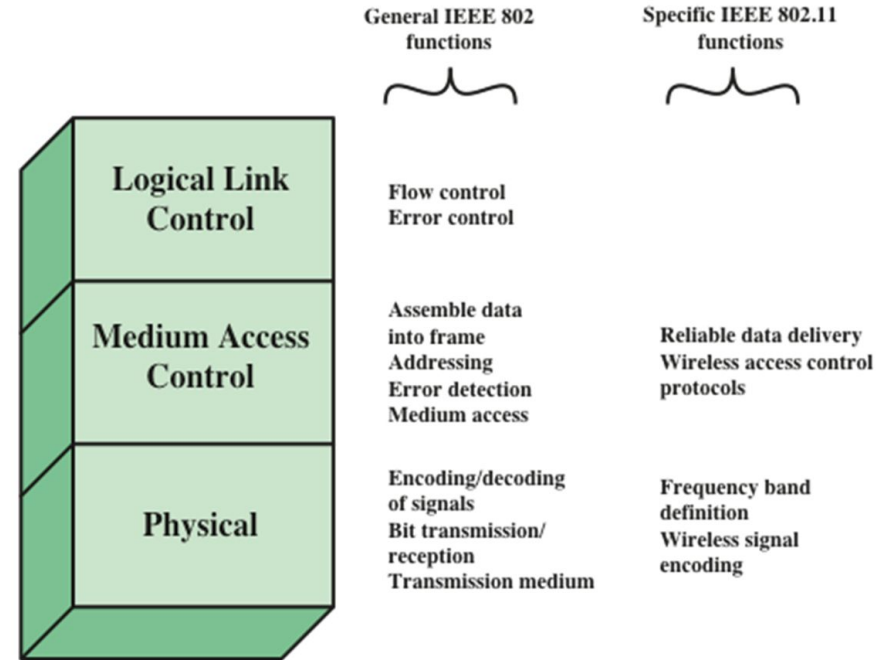 General IEEE 802
functions
Specific IEEE 802.11
functions
Logical Link
Control
Flow control
Error control
Medium Access
Control
Assemble data
into frame
Addressing
Error detection
Medium access
Reliable data delivery
Wireless access control
protocols
Physical
Encoding/decoding
of signals
Bit transmission/
reception
Transmission medium
Frequency band
definition
Wireless signal
encoding